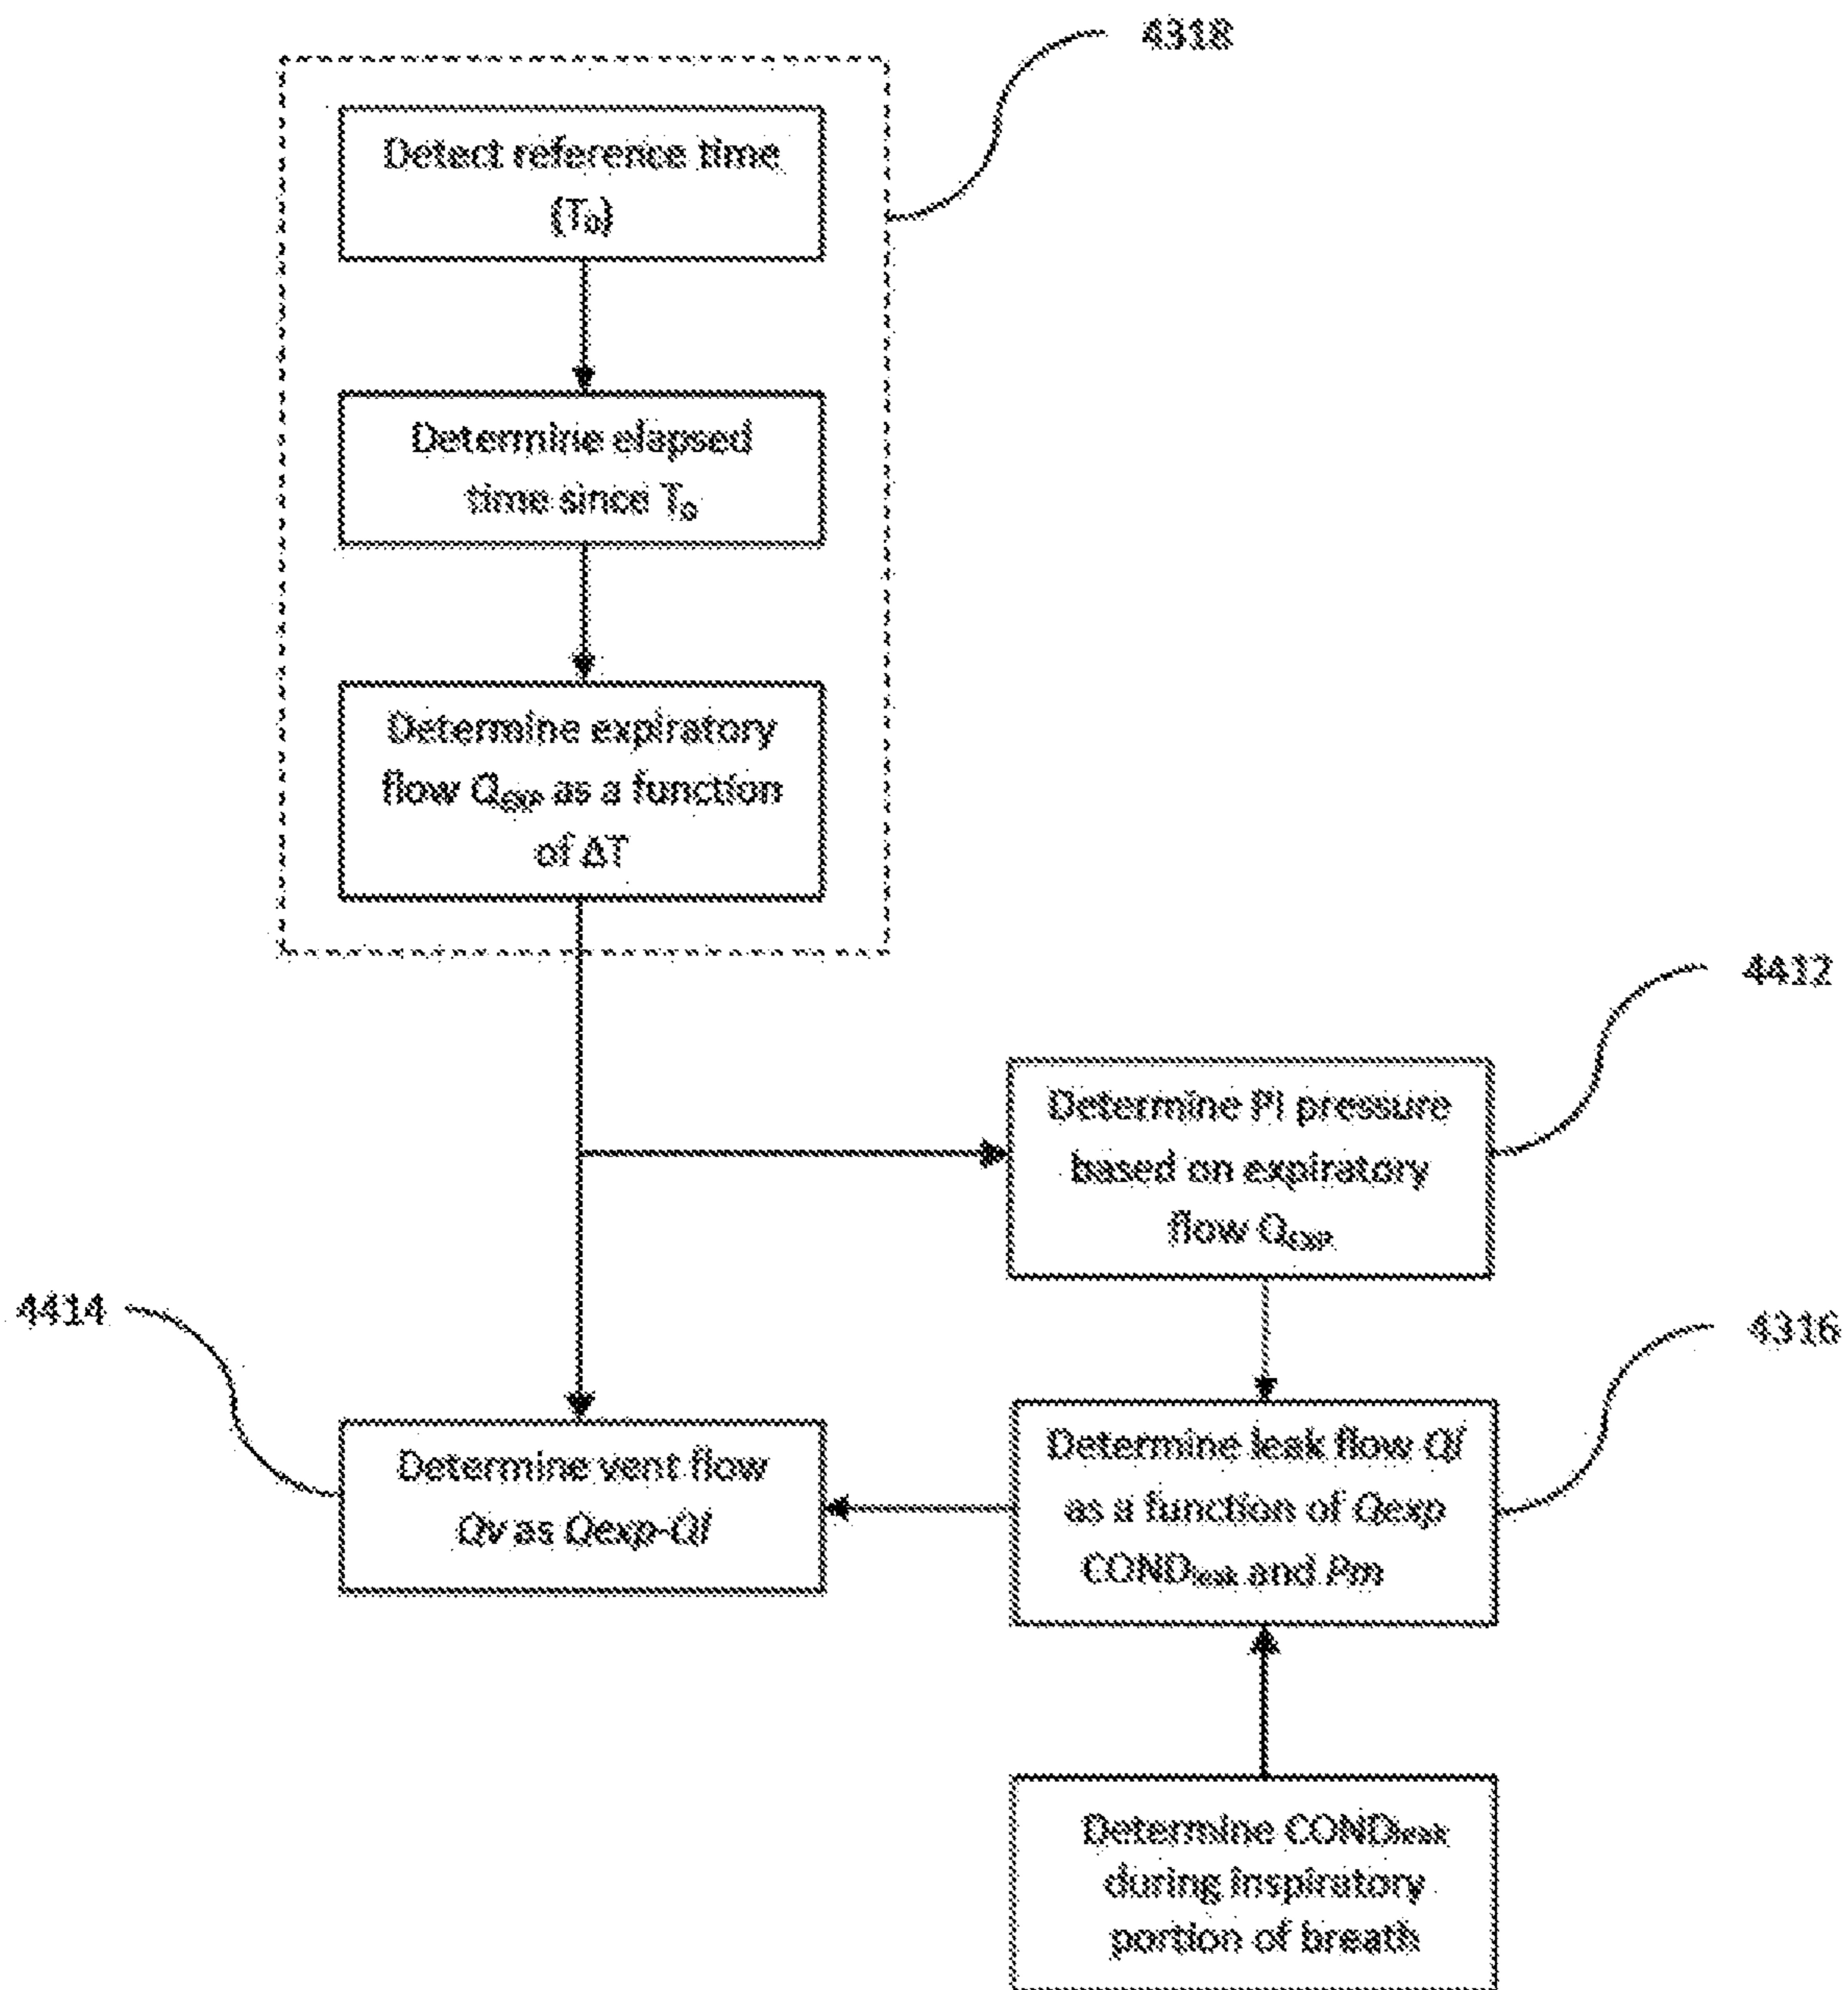 4318
Detect reference time
(T₀)
Determine elapsed
time since T₀
Determine expiratory
flow Qexp as a function
of ΔT
4412
Determine PI pressure
based on expiratory
flow Qexp
4414
4316
Determine vent flow
Qv as Qexp-Ql
Determine leak flow Ql
as a function of Qexp
CONDleak and Pm
Determine CONDleak
during inspiratory
portion of breath